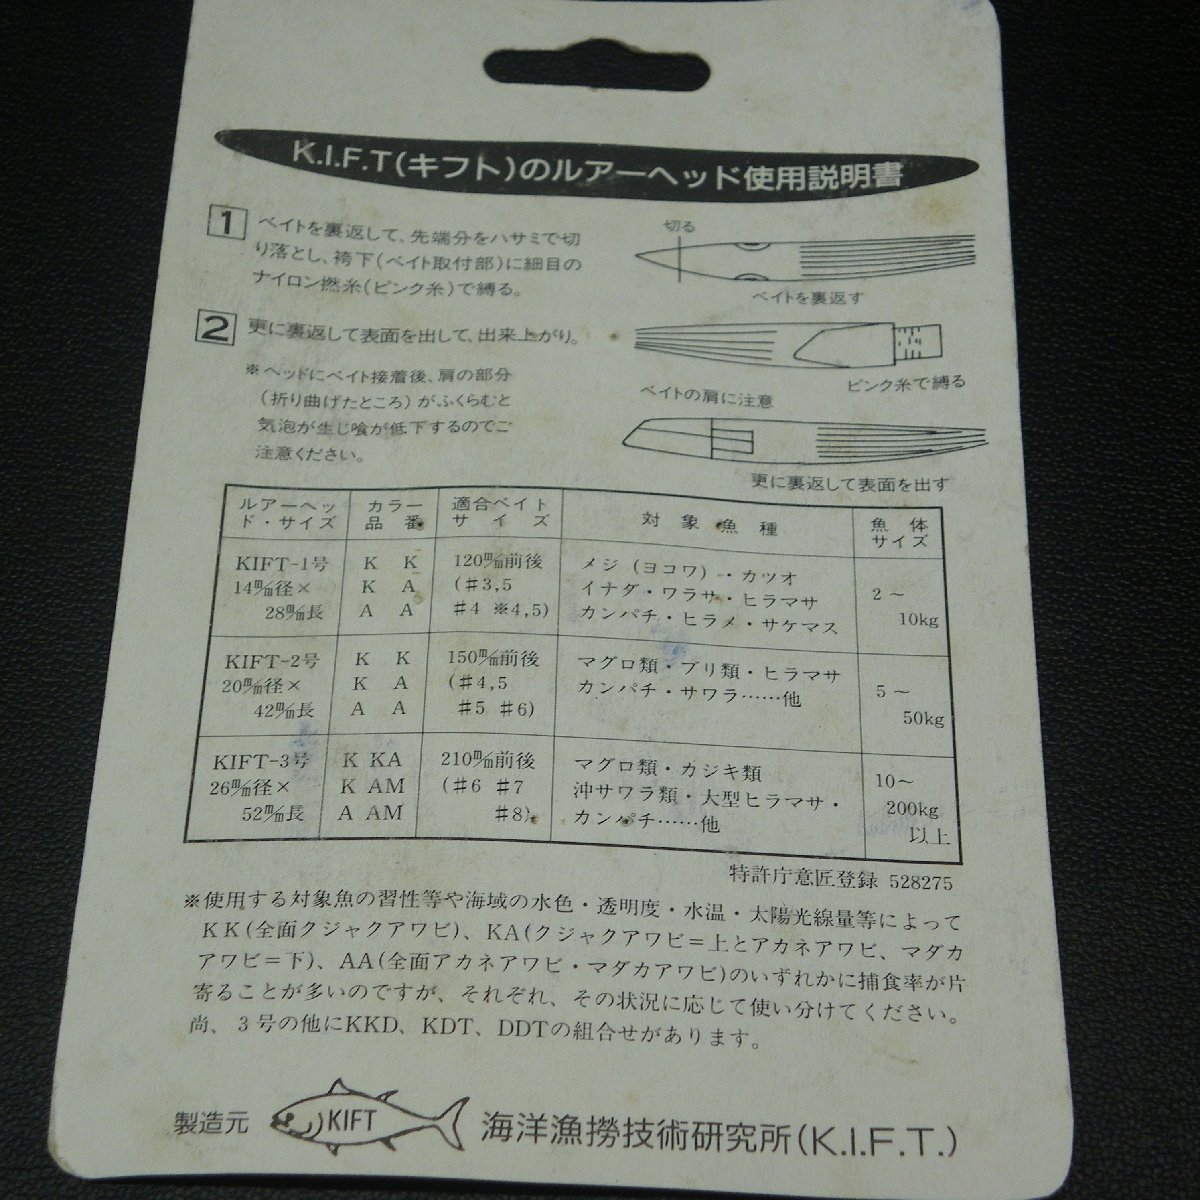 K.I.F.T(キフト)のルアーヘッド使用説明書
1
ベイトを裏返して、先端分をハサミで切
り落とし、袴下(ベイト取付部)に細目の
ナイロン撚糸(ピンク糸)で縛る。
切る
ベイトを裏返す
2
更に裏返して表面を出して、出来上がり。
※ヘッドにベイト接着後、肩の部分
(折り曲げたところ)がふくらむと
気泡が生じ喰が低下するのでご
注意ください。
ピンク糸で縛る
ベイトの肩に注意
更に裏返して表面を出す
ルアーヘッ
ド・サイズ
カラー
品番
適合ベイト
サイズ
対象魚種
魚体
サイズ
KIFT-1号
14㎜径×
28㎜長
K K
K A
A A
120㎜前後
(#3,5
#4 ※4,5)
メジ(ヨコワ)・カツオ
イナダ・ワラサ・ヒラマサ
カンパチ・ヒラメ・サケマス
2~
10kg
KIFT-2号
20㎜径×
42㎜長
K K
K A
A A
150㎜前後
(#4,5
#5 #6)
マグロ類・ブリ類・ヒラマサ
カンパチ・サワラ……他
5~
50kg
KIFT-3号
26㎜径×
52㎜長
K KA
K AM
A AM
210㎜前後
(#6 #7
#8)
マグロ類・カジキ類
沖サワラ類・大型ヒラマサ・
カンパチ……他
10~
200kg
以上
特許庁意匠登録 528275
※使用する対象魚の習性等や海域の水色・透明度・水温・太陽光線量等によって
KK(全面クジャクアワビ)、KA(クジャクアワビ=上とアカネアワビ、マダカ
アワビ=下)、AA(全面アカネアワビ・マダカアワビ)のいずれかに捕食率が片
寄ることが多いのですが、それぞれ、その状況に応じて使い分けてください。
尚、3号の他にKKD、KDT、DDTの組合せがあります。
製造元 KIFT 海洋漁撈技術研究所(K.I.F.T.)